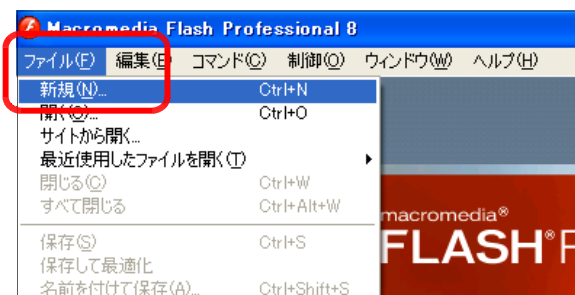 Macromedia Flash Professional 8
ファイル(F) 編集(E) コマンド(C) 制御(O) ウィンドウ(W) ヘルプ(H)
新規(N)... Ctrl+N
開く(O)... Ctrl+O
サイトから開く...
最近使用したファイルを開く(T)
閉じる(C) Ctrl+W
すべて閉じる Ctrl+Alt+W
保存(S) Ctrl+S
保存して最適化
名前を付けて保存(A)... Ctrl+Shift+S
macromedia®
FLASH® P